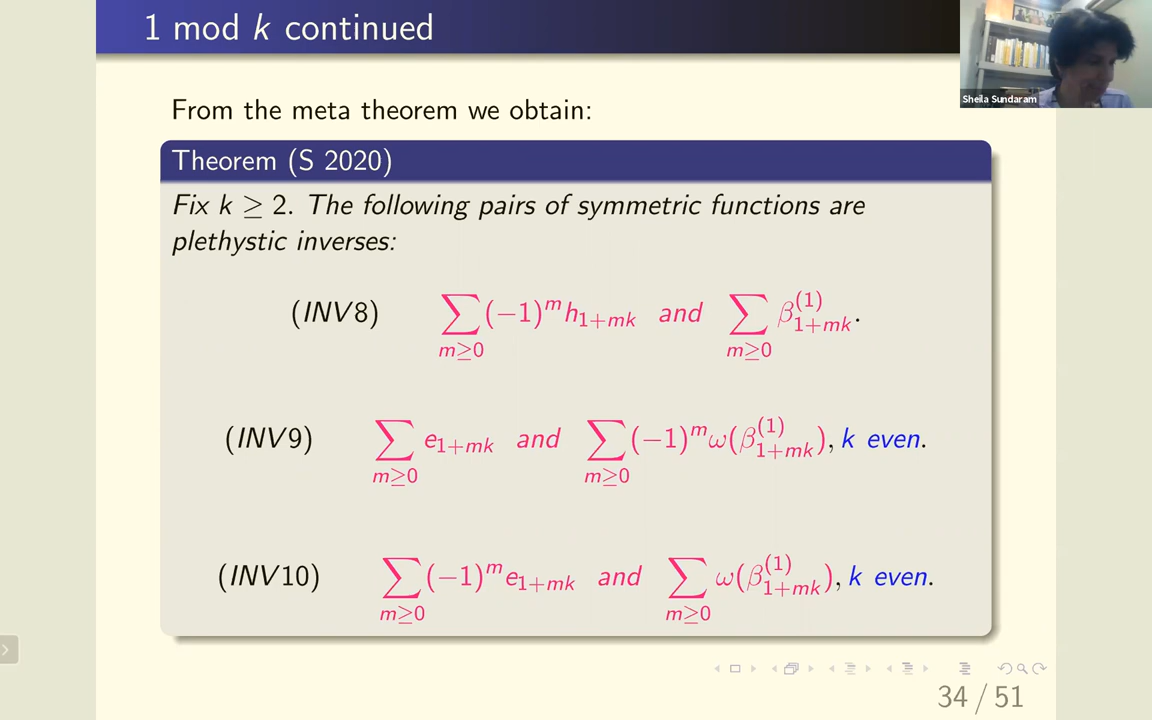 1 mod k continued
Sheila Sundaram
From the meta theorem we obtain:
Theorem (S 2020)
Fix k ≥ 2. The following pairs of symmetric functions are
plethystic inverses:
(INV8) ∑_{m≥0} (−1)^m h_{1+mk} and ∑_{m≥0} β^{(1)}_{1+mk}.
(INV9) ∑_{m≥0} e_{1+mk} and ∑_{m≥0} (−1)^m ω(β^{(1)}_{1+mk}), k even.
(INV10) ∑_{m≥0} (−1)^m e_{1+mk} and ∑_{m≥0} ω(β^{(1)}_{1+mk}), k even.
34 / 51